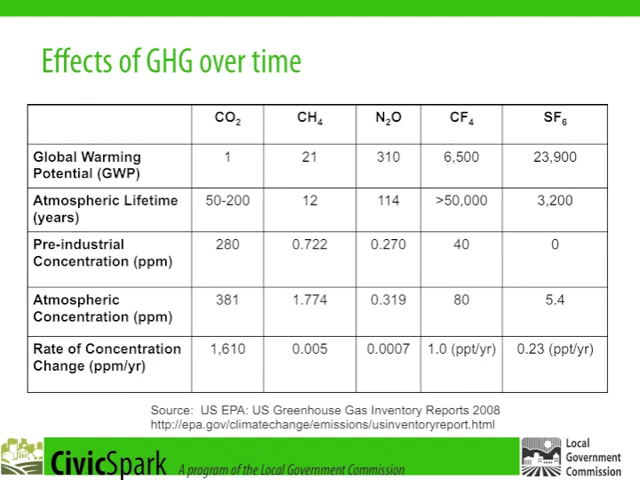 Effects of GHG over time
CO₂ CH₄ N₂O CF₄ SF₆
Global Warming Potential (GWP) 1 21 310 6,500 23,900
Atmospheric Lifetime (years) 50-200 12 114 >50,000 3,200
Pre-industrial Concentration (ppm) 280 0.722 0.270 40 0
Atmospheric Concentration (ppm) 381 1.774 0.319 80 5.4
Rate of Concentration Change (ppm/yr) 1,610 0.005 0.0007 1.0 (ppt/yr) 0.23 (ppt/yr)
Source: US EPA: US Greenhouse Gas Inventory Reports 2008
http://epa.gov/climatechange/emissions/usinventoryreport.html
CivicSpark A program of the Local Government Commission
Local
Government
Commission